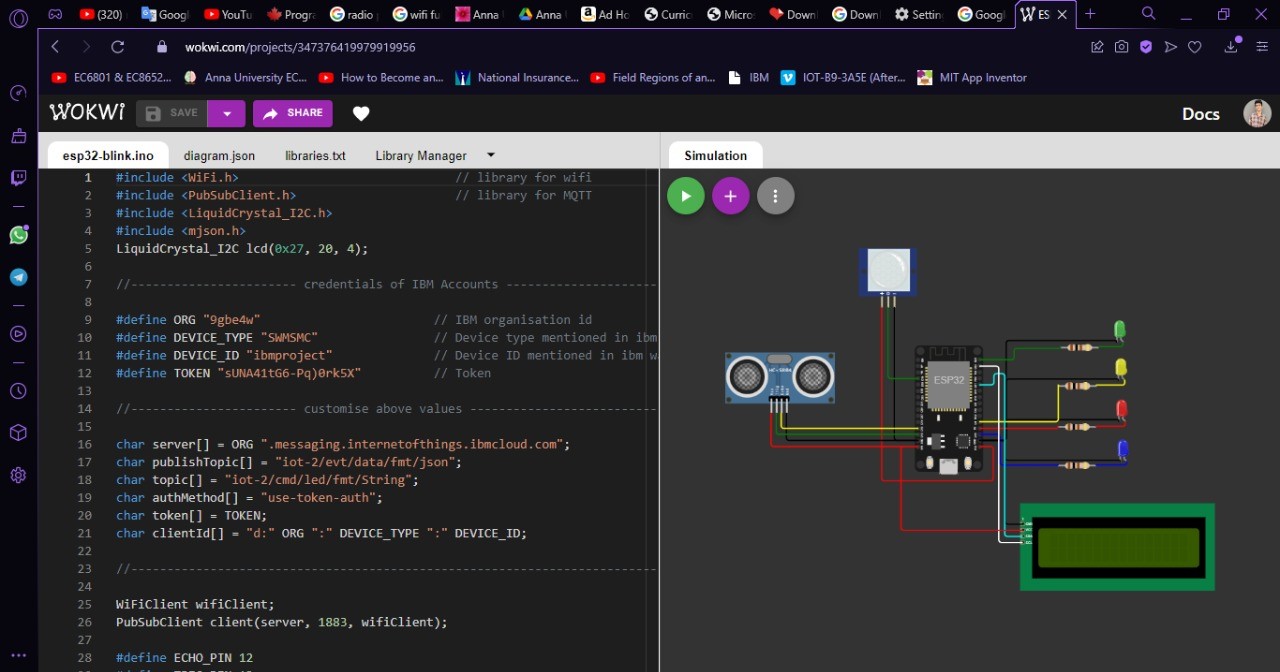 (320)
Googl
YouTu
Progra
radio
wifi fu
Anna
Anna
Ad Ho
Curric
Micro
Down
Down
Settin
Googl
ES
wokwi.com/projects/347376419979919956
EC6801 & EC8652...
Anna University EC...
How to Become an...
National Insurance...
Field Regions of an...
IBM
IOT-B9-3A5E (After...
MIT App Inventor
WOKWI
SAVE
SHARE
Docs
esp32-blink.ino
diagram.json
libraries.txt
Library Manager
Simulation
1 #include <WiFi.h> // library for wifi
2 #include <PubSubClient.h> // library for MQTT
3 #include <LiquidCrystal_I2C.h>
4 #include <mjson.h>
5 LiquidCrystal_I2C lcd(0x27, 20, 4);
6
7 //---------------------- credentials of IBM Accounts ---------------------
8
9 #define ORG "9gbe4w" // IBM organisation id
10 #define DEVICE_TYPE "SWMSMC" // Device type mentioned in ibm
11 #define DEVICE_ID "ibmproject" // Device ID mentioned in ibm w
12 #define TOKEN "sUNA41tG6-Pq)0rk5X" // Token
13
14 //---------------------- customise above values ---------------------
15
16 char server[] = ORG ".messaging.internetofthings.ibmcloud.com";
17 char publishTopic[] = "iot-2/evt/data/fmt/json";
18 char topic[] = "iot-2/cmd/led/fmt/String";
19 char authMethod[] = "use-token-auth";
20 char token[] = TOKEN;
21 char clientId[] = "d:" ORG ":" DEVICE_TYPE ":" DEVICE_ID;
22
23 //----------------------------------------------------------
24
25 WiFiClient wifiClient;
26 PubSubClient client(server, 1883, wifiClient);
27
28 #define ECHO_PIN 12
ESP32